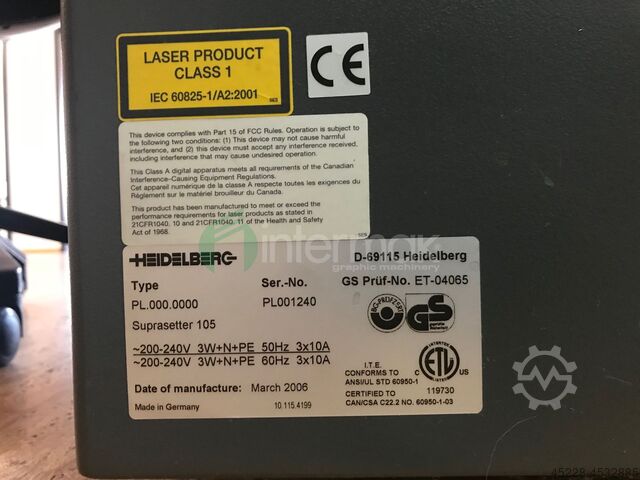 LASER PRODUCT
CLASS 1
IEC 60825-1/A2:2001
CE
This device complies with Part 15 of FCC Rules. Operation is subject to
the following two conditions: (1) This device may not cause harmful
interference, and (2) this device must accept any interference received,
including interference that may cause undesired operation.
This Class A digital apparatus meets all requirements of the Canadian
Interference-Causing Equipment Regulations.
Cet appareil numérique de la classe A respecte toutes les exigences du
Réglement sur le matériel brouilleur du Canada.
This product has been manufactured to meet or exceed the
performance requirements for laser products as stated in
21CFR1040. 10 and 21CFR1040. 11 of the Health and Safety
Act of 1968.
intermak
graphic machinery
HEIDELBERG
D-69115 Heidelberg
Type
Ser.-No.
GS Prüf-No. ET-04065
PL.000.0000
PL001240
Suprasetter 105
BG-PRÜFZERT
GS
~200-240V 3W+N+PE 50Hz 3x10A
~200-240V 3W+N+PE 60Hz 3x10A
I.T.E.
CONFORMS TO
ANSI/UL STD 60950-1
C ETL US
119730
CERTIFIED TO
CAN/CSA C22.2 NO. 60950-1-03
Date of manufacture: March 2006
Made in Germany
10.115.4199
45228-4532885